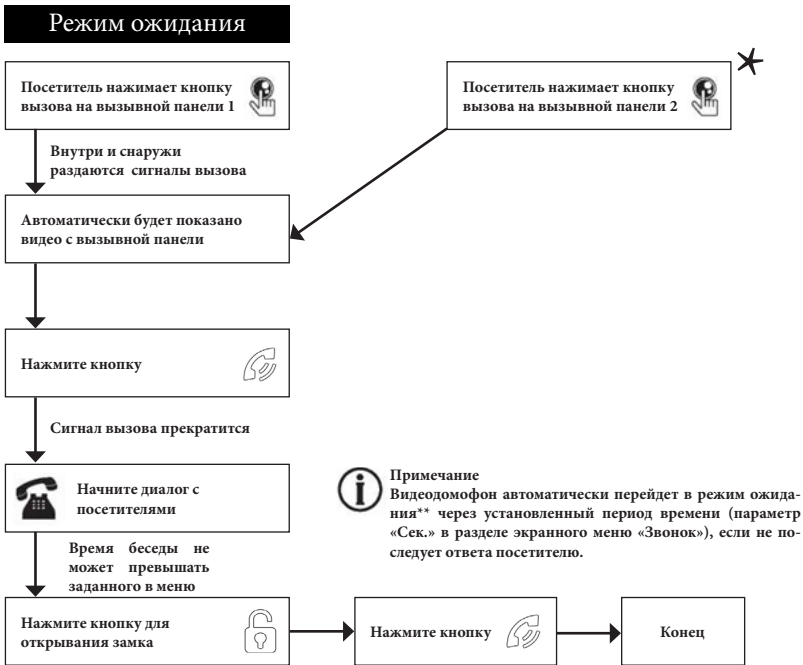 Режим ожидания
Посетитель нажимает кнопку
вызова на вызывной панели 1
Посетитель нажимает кнопку
вызова на вызывной панели 2
Внутри и снаружи
раздаются сигналы вызова
Автоматически будет показано
видео с вызывной панели
Нажмите кнопку
Сигнал вызова прекратится
Начните диалог с
посетителями
Примечание
Видеодомофон автоматически перейдет в режим ожида-
ния** через установленный период времени (параметр
«Сек.» в разделе экранного меню «Звонок»), если не по-
следует ответа посетителю.
Время беседы не
может превышать
заданного в меню
Нажмите кнопку для
открывания замка
Нажмите кнопку
Конец